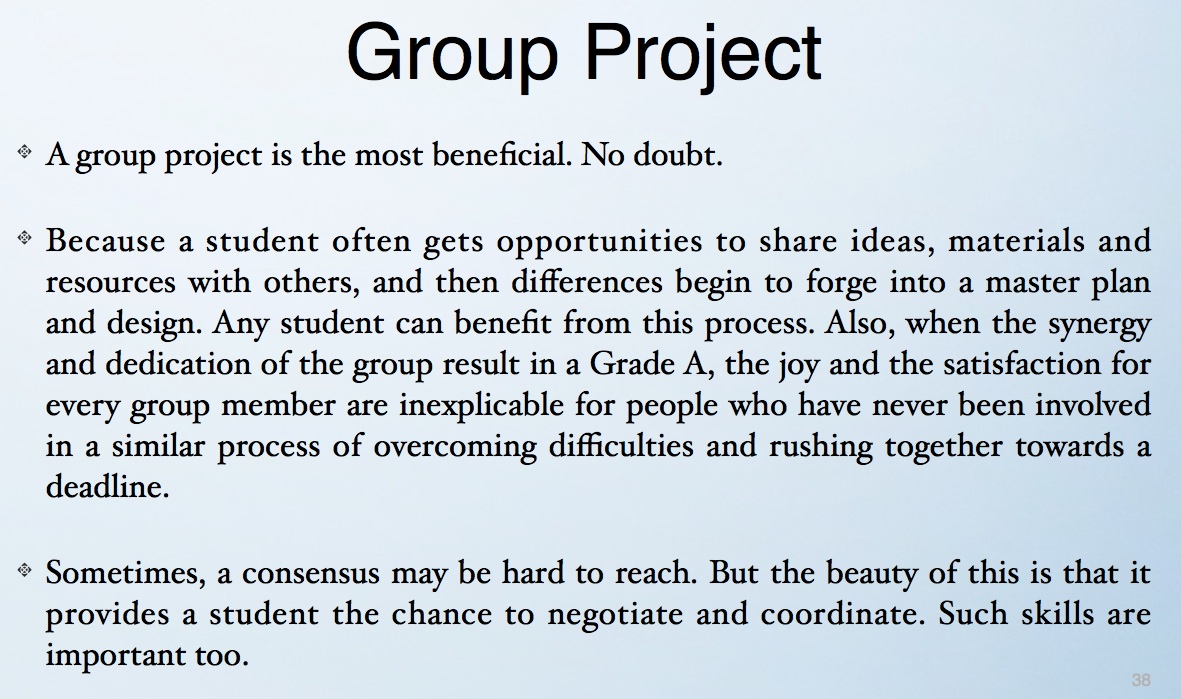 Group Project
A group project is the most beneficial. No doubt.
Because a student often gets opportunities to share ideas, materials and
resources with others, and then differences begin to forge into a master plan
and design. Any student can benefit from this process. Also, when the synergy
and dedication of the group result in a Grade A, the joy and the satisfaction for
every group member are inexplicable for people who have never been involved
in a similar process of overcoming difficulties and rushing together towards a
deadline.
Sometimes, a consensus may be hard to reach. But the beauty of this is that it
provides a student the chance to negotiate and coordinate. Such skills are
important too.
38